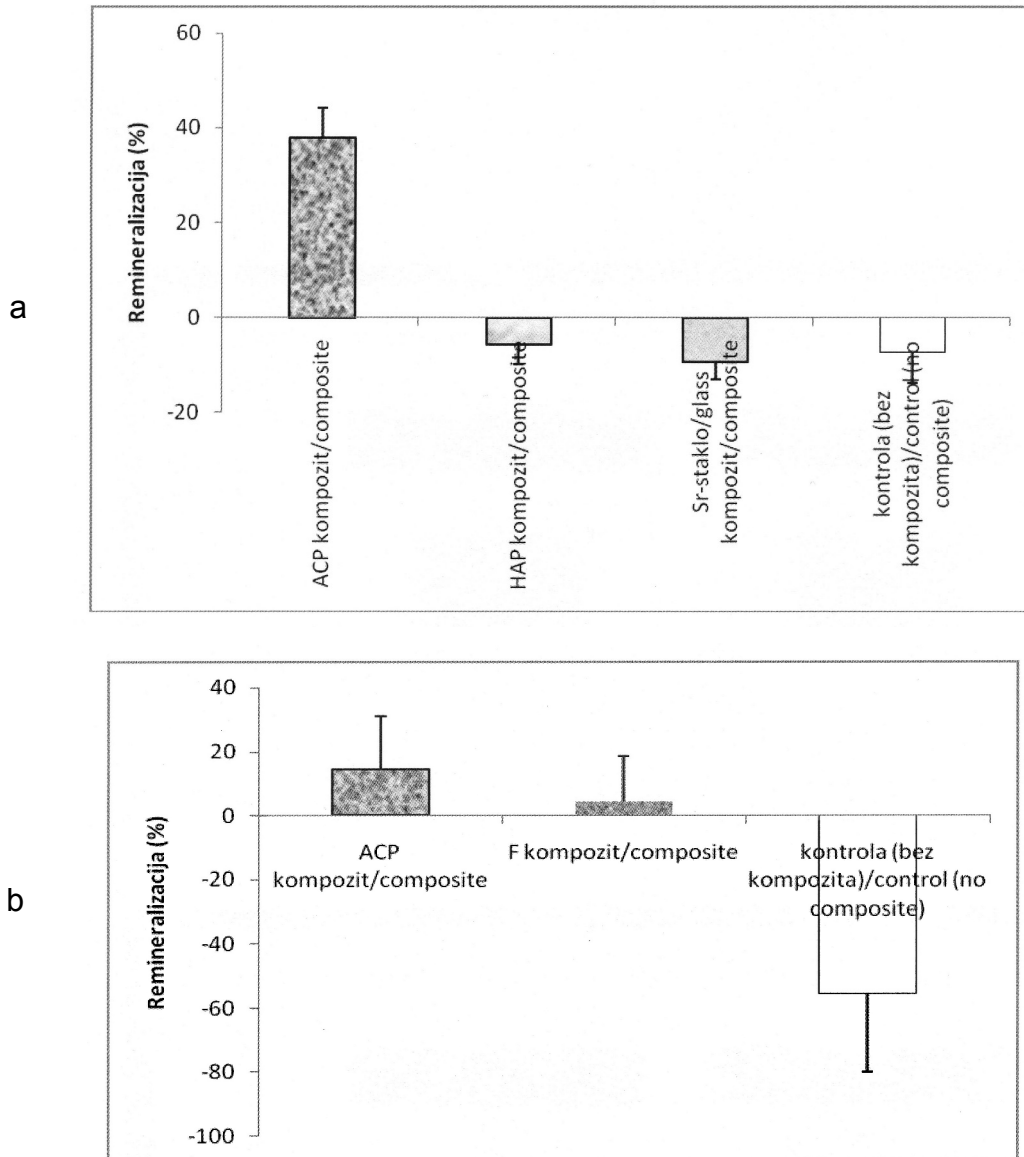 a
Remineralizacija (%)
60
40
20
0
-20
ACP kompozit/composite
HAP kompozit/composite
Sr-staklo/glass
kompozit/composite
kontrola (bez
kompozita)/control (no
composite)
b
Remineralizacija (%)
40
20
0
-20
-40
-60
-80
-100
ACP
kompozit/composite
F kompozit/composite
kontrola (bez
kompozita)/control (no
composite)